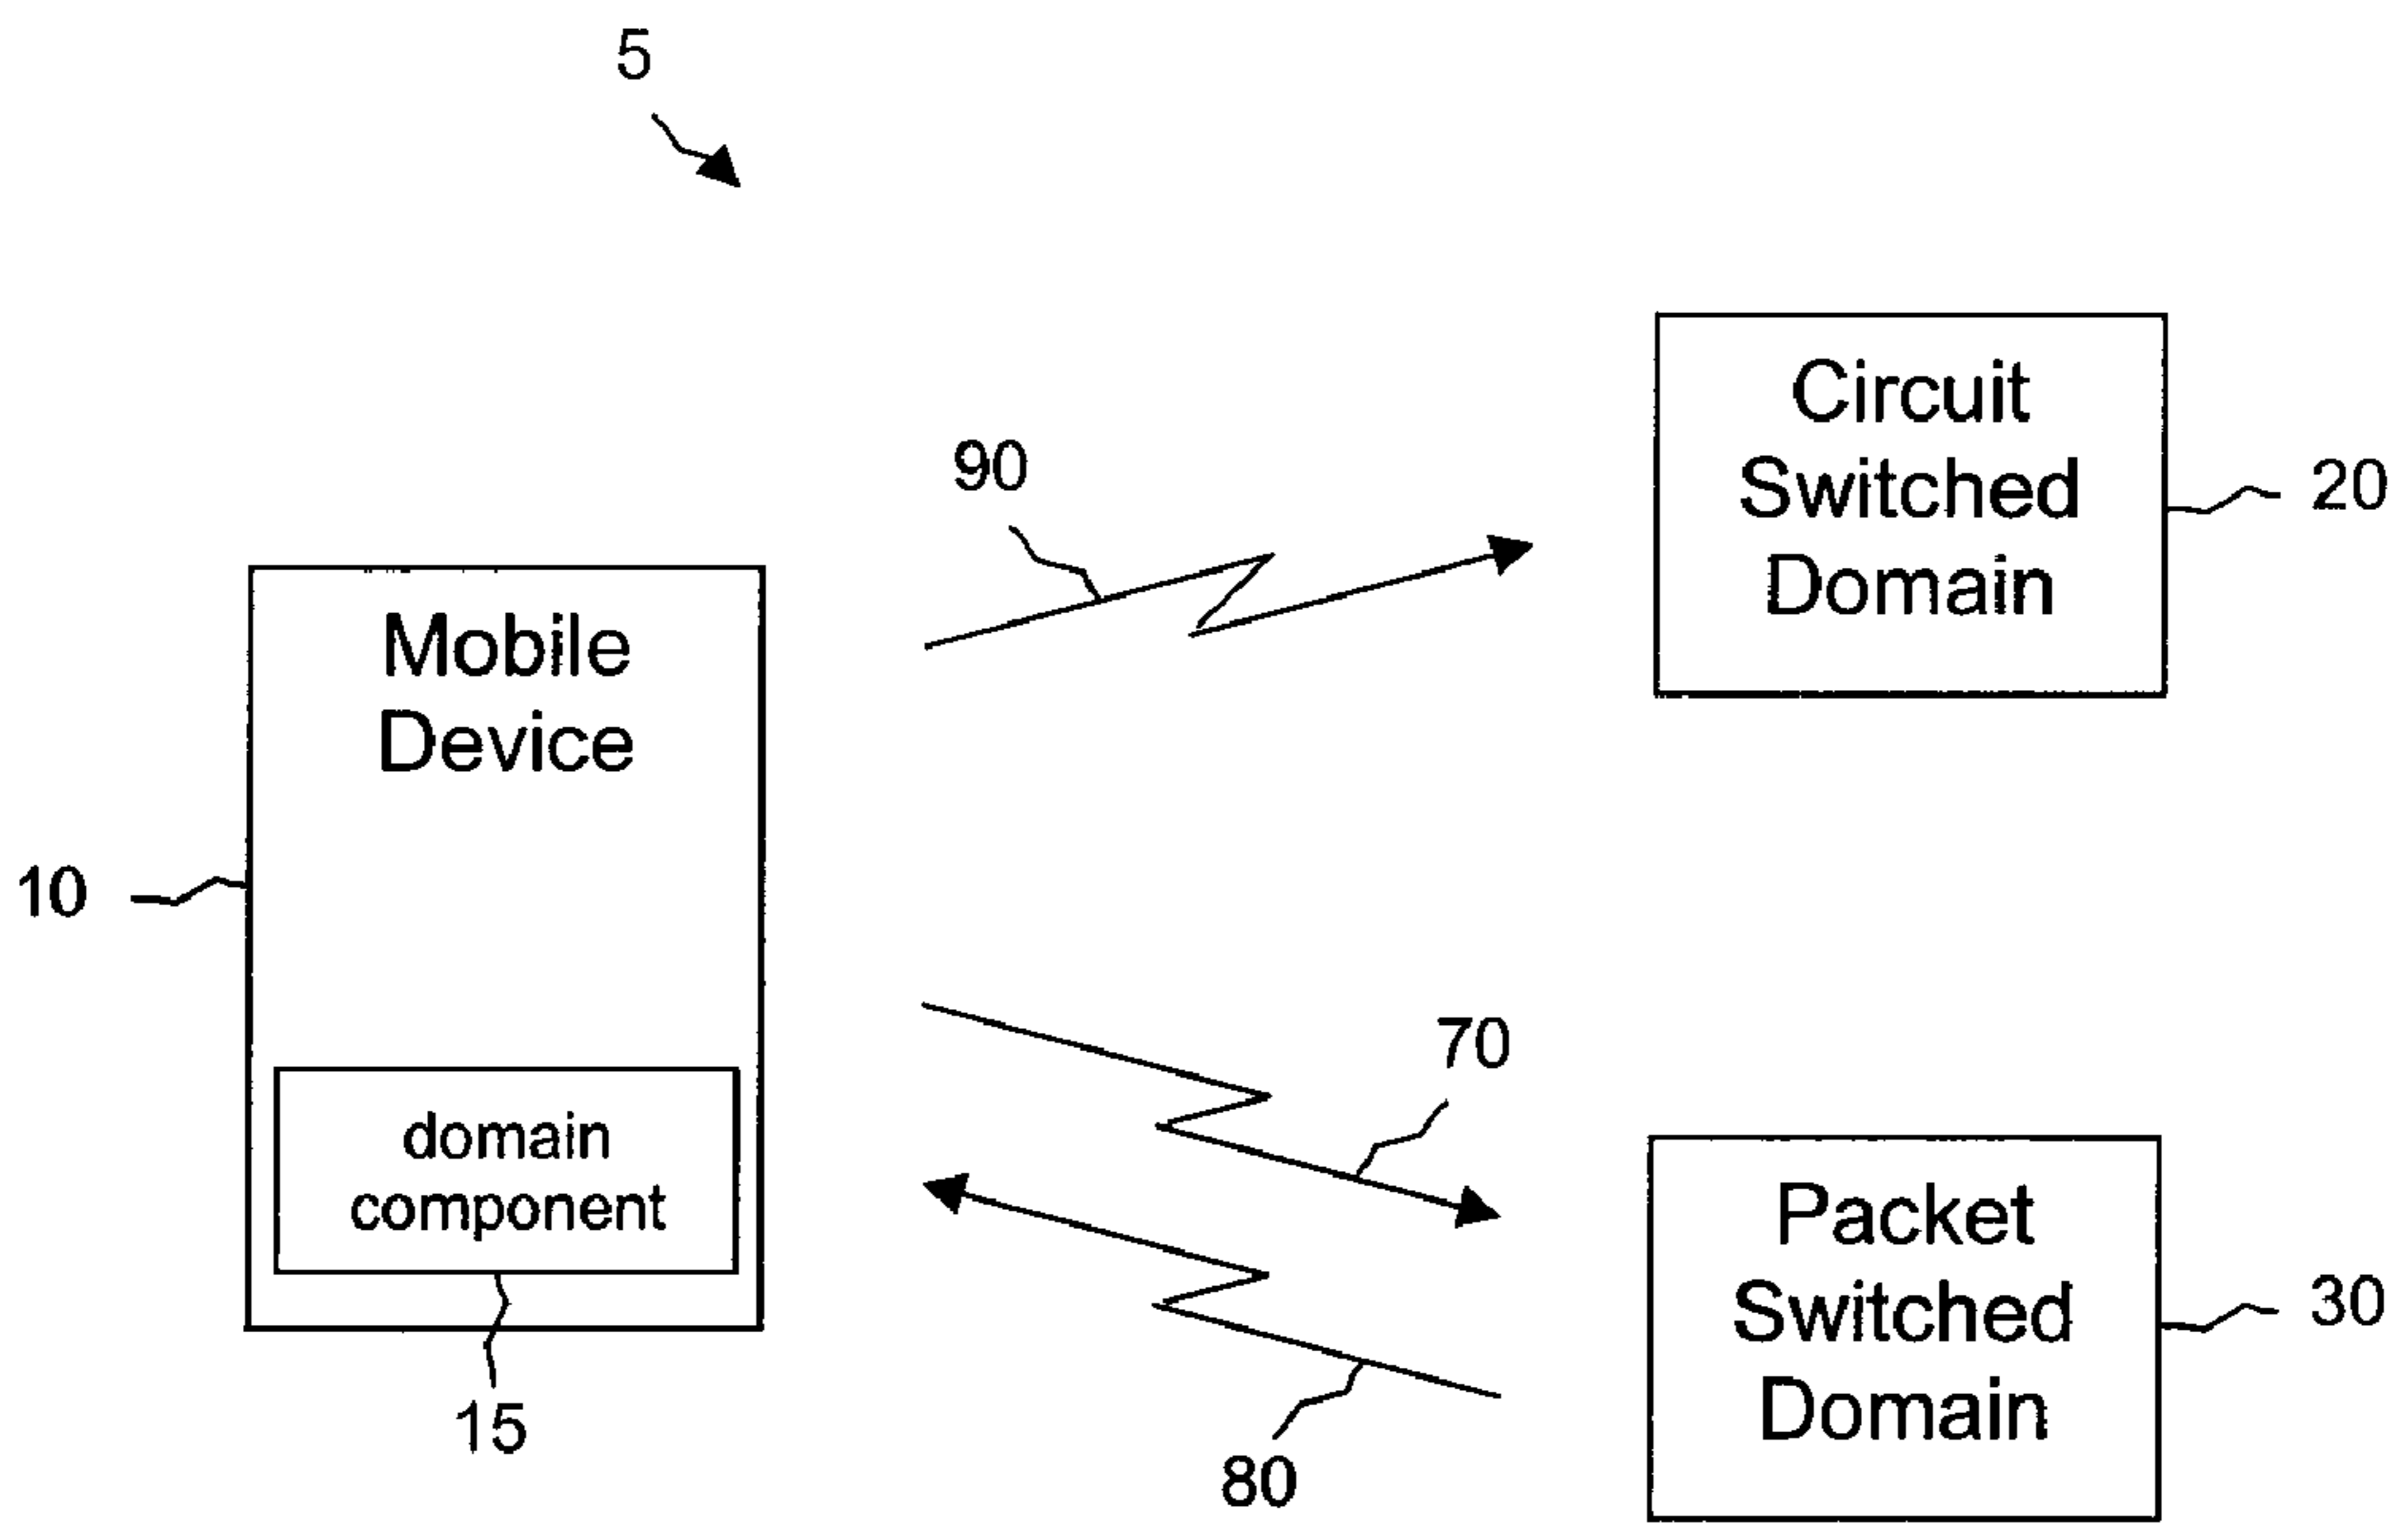 5
90
Circuit
Switched
Domain
20
Mobile
Device
10
70
domain
component
15
Packet
Switched
Domain
30
80